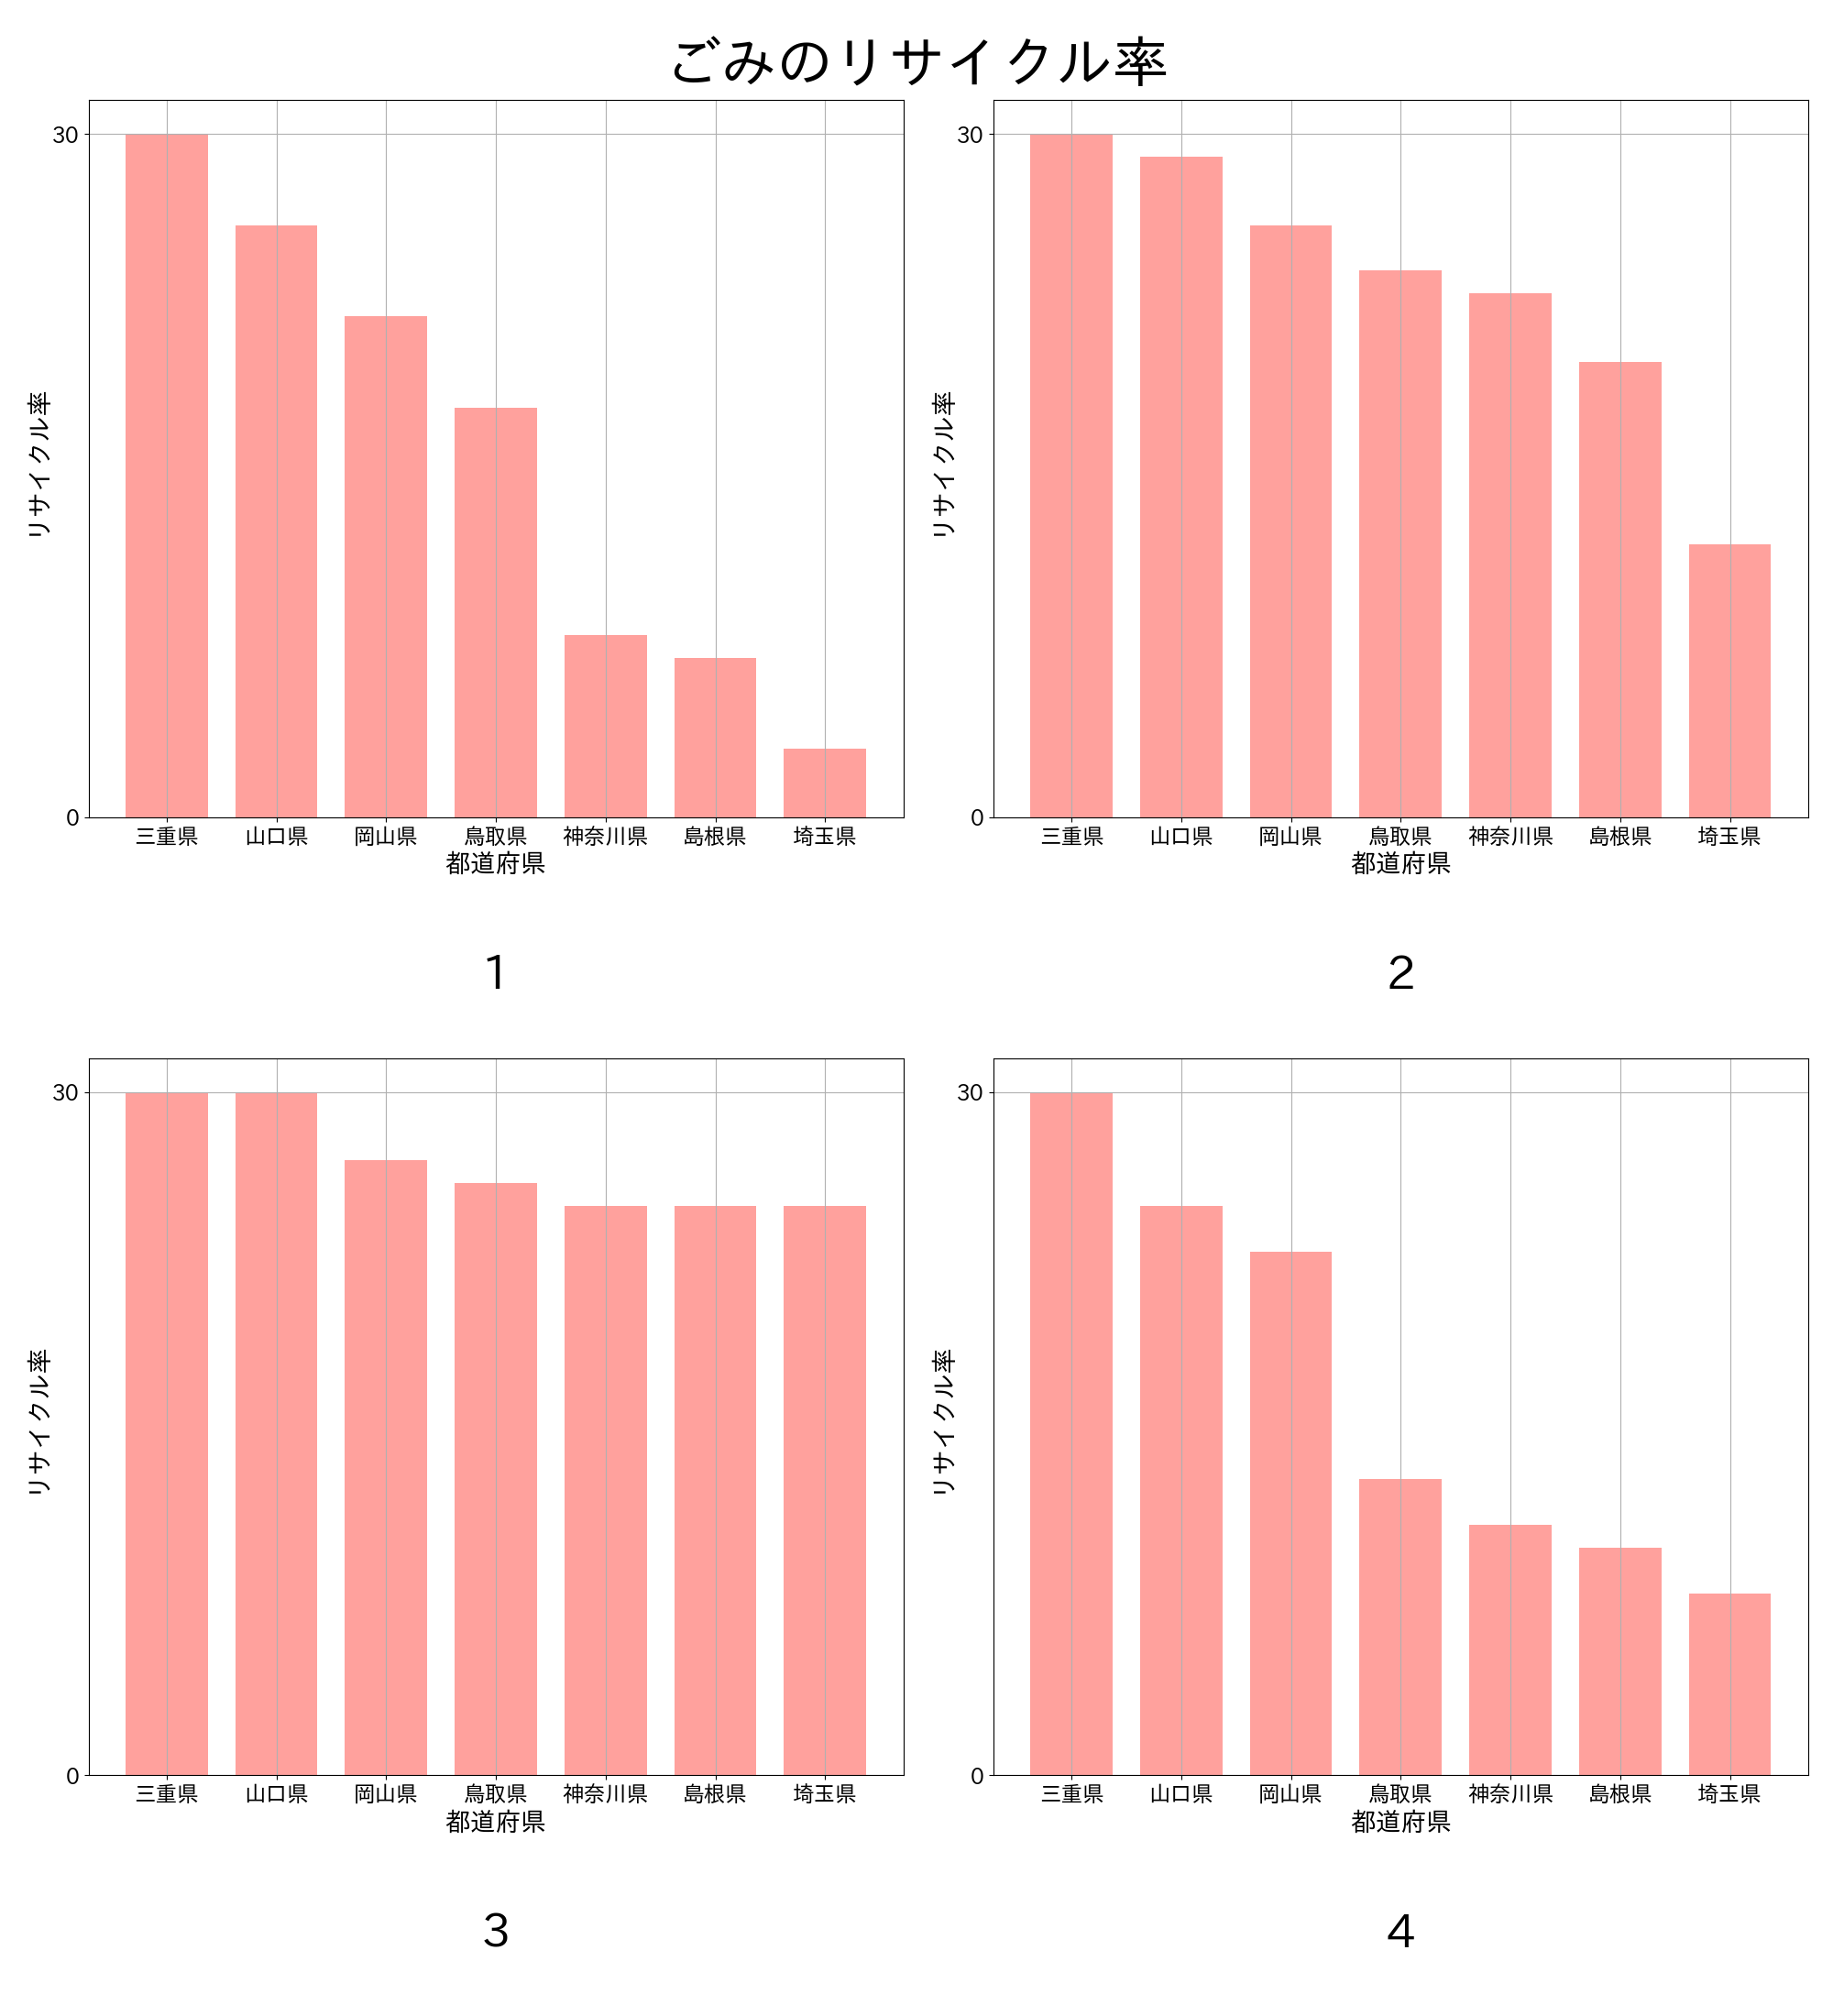 ごみのリサイクル率
30
0
リサイクル率
三重県 山口県 岡山県 鳥取県 神奈川県 島根県 埼玉県
都道府県
1
30
0
リサイクル率
三重県 山口県 岡山県 鳥取県 神奈川県 島根県 埼玉県
都道府県
2
30
0
リサイクル率
三重県 山口県 岡山県 鳥取県 神奈川県 島根県 埼玉県
都道府県
3
30
0
リサイクル率
三重県 山口県 岡山県 鳥取県 神奈川県 島根県 埼玉県
都道府県
4